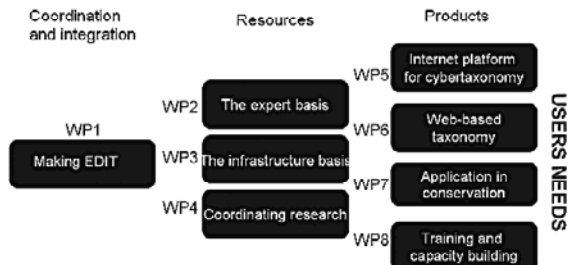 Coordination
and integration
Resources
Products
WP1
Making EDIT
WP2
The expert basis
WP3
The infrastructure basis
WP4
Coordinating research
WP5
Internet platform
for cybertaxonomy
WP6
Web-based
taxonomy
WP7
Application in
conservation
WP8
Training and
capacity building
USERS NEEDS